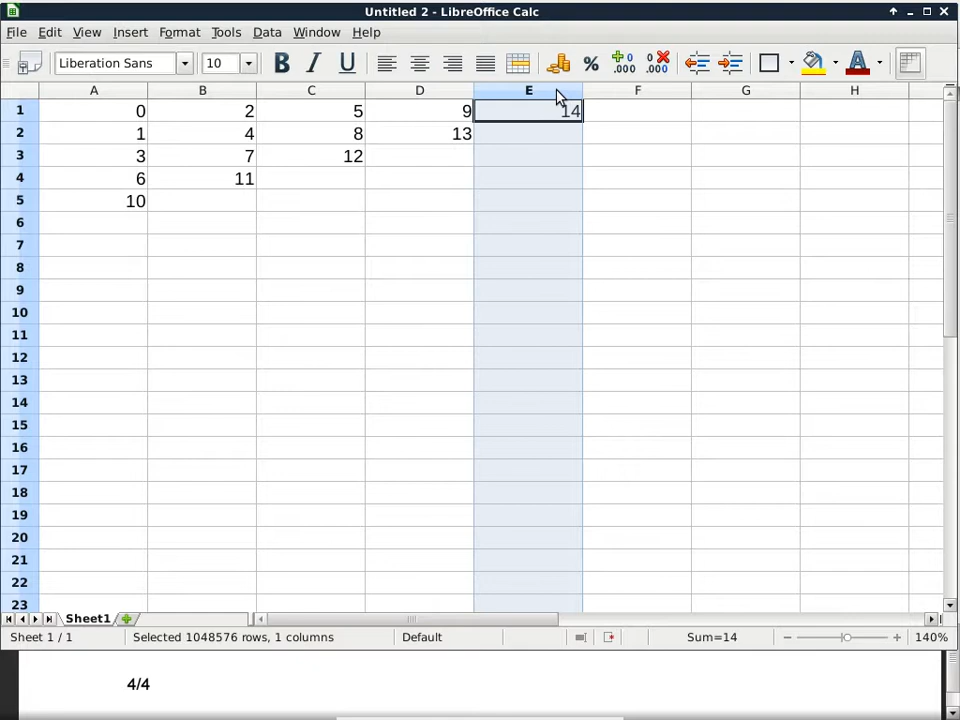 Untitled 2 - LibreOffice Calc
File Edit View Insert Format Tools Data Window Help
Liberation Sans 10 B I U % .000 .000 A
A B C D E F G H
1 0 2 5 9 14
2 1 4 8 13
3 3 7 12
4 6 11
5 10
6
7
8
9
10
11
12
13
14
15
16
17
18
19
20
21
22
23
Sheet1
Sheet 1 / 1 Selected 1048576 rows, 1 columns Default Sum=14 140%
4/4